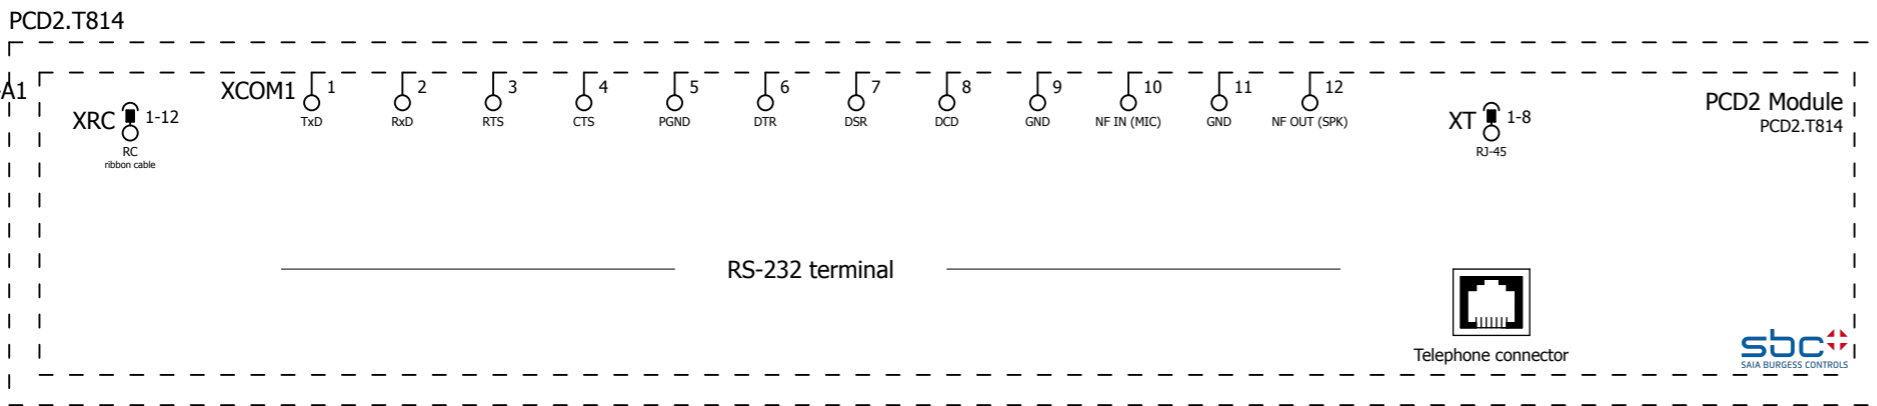 PCD2.T814
-A1
XRC 1-12
RC
ribbon cable
XCOM1 1 2 3 4 5 6 7 8 9 10 11 12
TxD RxD RTS CTS PGND DTR DSR DCD GND NF IN (MIC) GND NF OUT (SPK)
XT 1-8
RJ-45
PCD2 Module
PCD2.T814
RS-232 terminal
Telephone connector
sbc
SAIA BURGESS CONTROLS